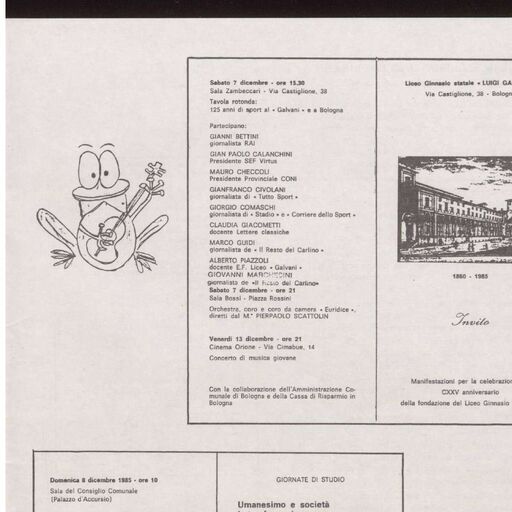 Sabato 7 dicembre - ore 15.30
Sala Zambeccari - Via Castiglione, 38
Tavola rotonda:
125 anni di sport al « Galvani » e a Bologna
Partecipano:
GIANNI BETTINI
giornalista RAI
GIAN PAOLO CALANCHINI
Presidente SEF Virtus
MAURO CHECCOLI
Presidente Provinciale CONI
GIANFRANCO CIVOLANI
giornalista di « Tutto Sport »
GIORGIO COMASCHI
giornalista di « Stadio » e « Corriere dello Sport »
CLAUDIA GIACOMETTI
docente Lettere classiche
MARCO GUIDI
giornalista de « Il Resto del Carlino »
ALBERTO PIAZZOLI
docente E.F. Liceo « Galvani »
GIOVANNI
giornalista de «Il Resto del Carlino»
Sabato 7 dicembre - ore 21
Sala Bossi - Piazza Rossini
Orchestra, coro e coro da camera « Euridice »,
diretti dal M.° PIERPAOLO SCATTOLIN
Venerdì 13 dicembre - ore 21
Cinema Orione - Via Cimabue, 14
Concerto di musica giovane
Con la collaborazione dell'Amministrazione Co-
munale di Bologna e della Cassa di Risparmio in
Bologna
Liceo Ginnasio statale « LUIGI GA
Via Castiglione, 38 - Bologn
1860 - 1985
Invito
Manifestazioni per la celebrazio
CXXV anniversario
della fondazione del Liceo Ginnasio
Domenica 8 dicembre 1985 - ore 10
Sala del Consiglio Comunale
(Palazzo d'Accursio)
GIORNATE DI STUDIO
Umanesimo e società